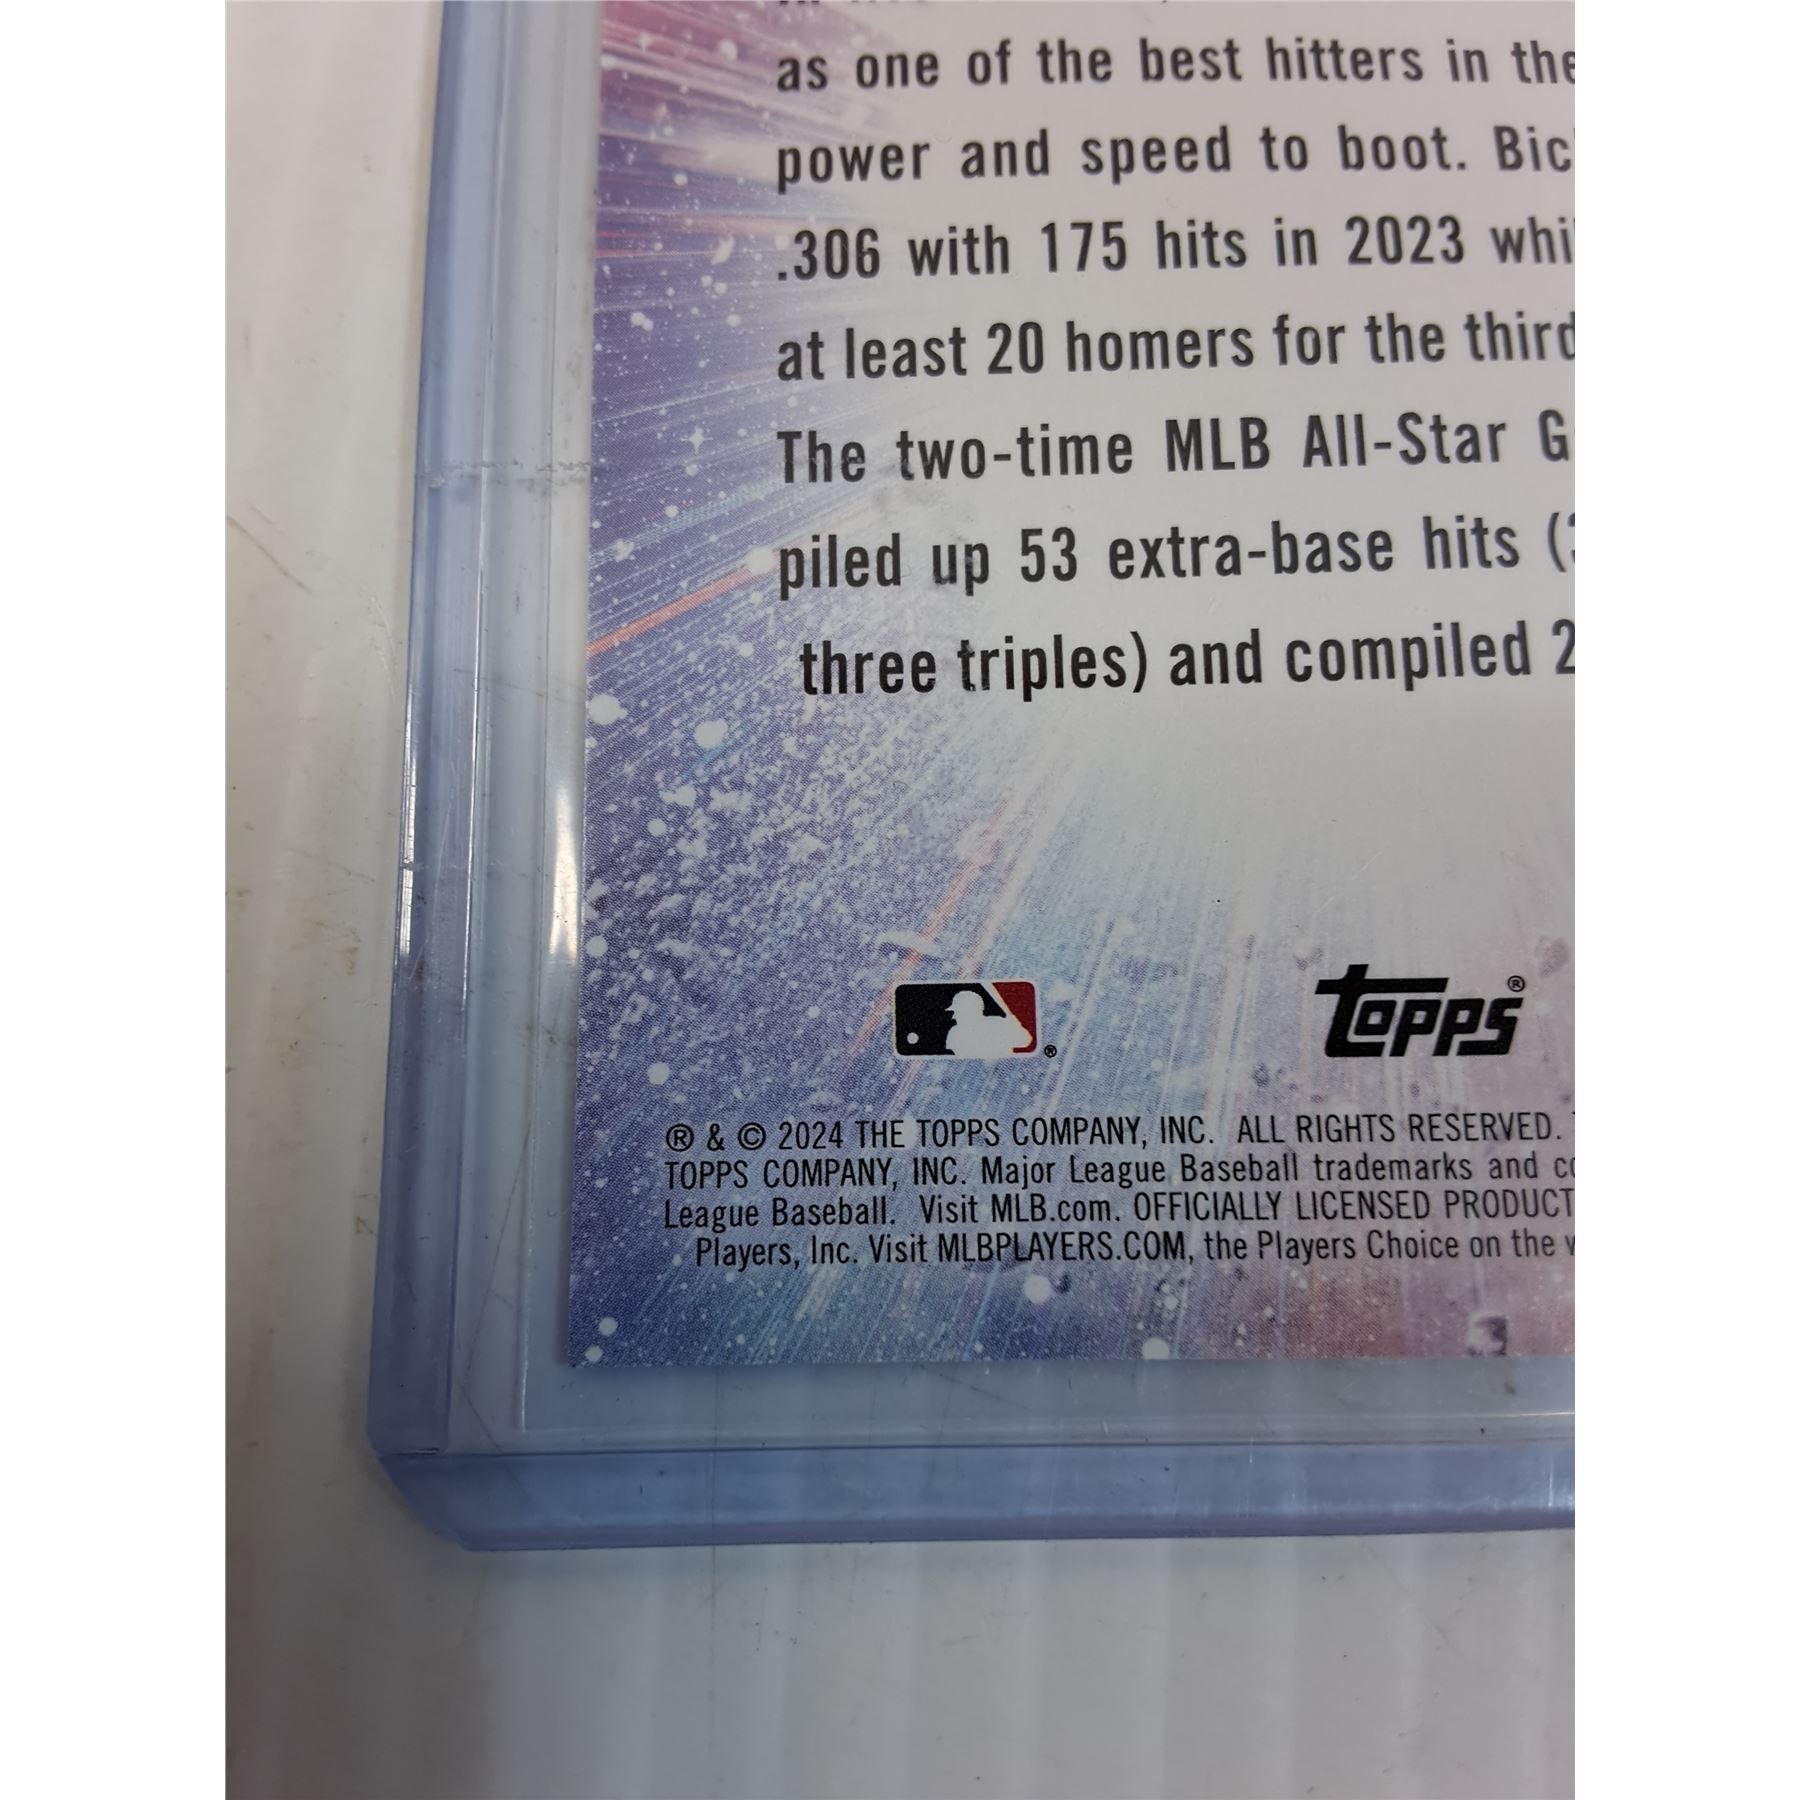 as one of the best hitters in the
power and speed to boot. Bic
.306 with 175 hits in 2023 whi
at least 20 homers for the third
The two-time MLB All-Star G
piled up 53 extra-base hits (
three triples) and compiled 2
TOPPS®
®
® & © 2024 THE TOPPS COMPANY, INC. ALL RIGHTS RESERVED.
TOPPS COMPANY, INC. Major League Baseball trademarks and co
League Baseball. Visit MLB.com. OFFICIALLY LICENSED PRODUCT
Players, Inc. Visit MLBPLAYERS.COM, the Players Choice on the